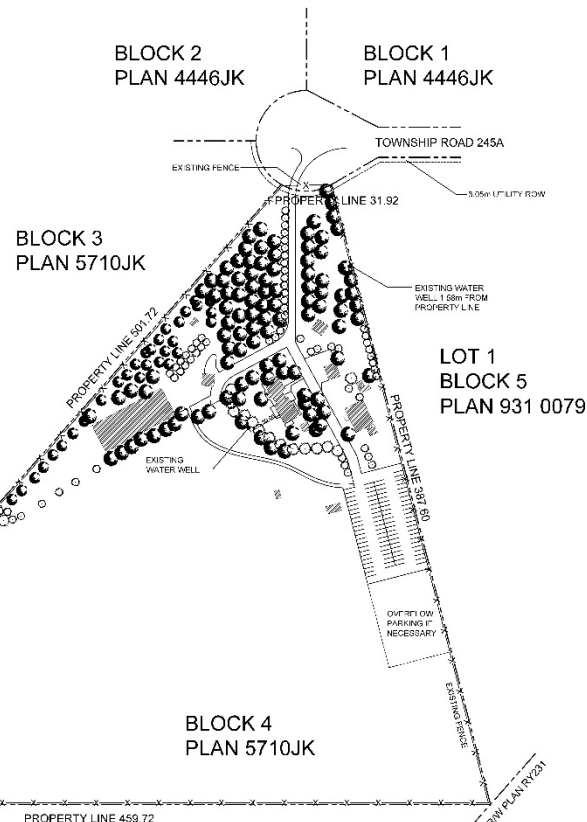 BLOCK 2
PLAN 4446JK
BLOCK 1
PLAN 4446JK
TOWNSHIP ROAD 245A
EXISTING FENCE
3.05m UTILITY ROW
PROPERTY LINE 31.92
BLOCK 3
PLAN 5710JK
EXISTING WATER
WELL 1.58m FROM
PROPERTY LINE
PROPERTY LINE 501.72
LOT 1
BLOCK 5
PLAN 931 0079
PROPERTY LINE 387.60
EXISTING
WATER WELL
OVERFLOW
PARKING IF
NECESSARY
EXISTING FENCE
BLOCK 4
PLAN 5710JK
PLAN RY231
PROPERTY LINE 459.72